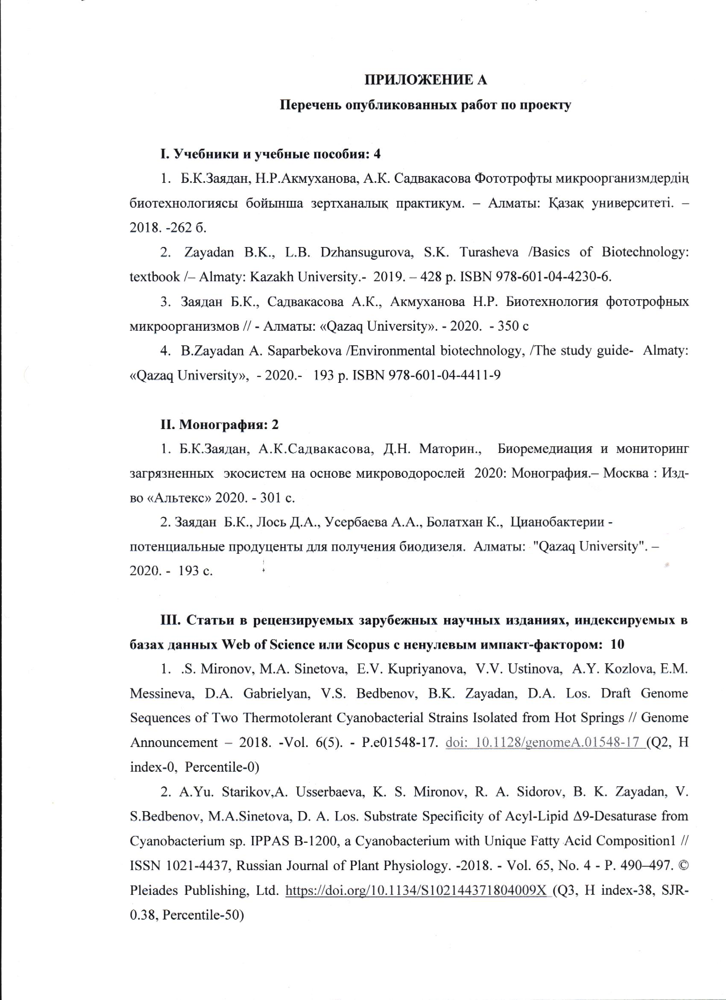 ПРИЛОЖЕНИЕ А
Перечень опубликованных работ по проекту
I. Учебники и учебные пособия: 4
1. Б.К.Заядан, Н.Р.Акмуханова, А.К. Садвакасова Фототрофты микроорганизмдердің
биотехнологиясы бойынша зертханалық практикум. – Алматы: Қазақ университеті. –
2018. -262 б.
2. Zayadan B.K., L.B. Dzhansugurova, S.K. Turasheva /Basics of Biotechnology:
textbook /– Almaty: Kazakh University.- 2019. – 428 p. ISBN 978-601-04-4230-6.
3. Заядан Б.К., Садвакасова А.К., Акмуханова Н.Р. Биотехнология фототрофных
микроорганизмов // - Алматы: «Qazaq University». - 2020. - 350 с
4. B.Zayadan A. Saparbekova /Environmental biotechnology, /The study guide- Almaty:
«Qazaq University», - 2020.- 193 p. ISBN 978-601-04-4411-9
II. Монография: 2
1. Б.К.Заядан, А.К.Садвакасова, Д.Н. Маторин., Биоремедиация и мониторинг
загрязненных экосистем на основе микроводорослей 2020: Монография.– Москва : Изд-
во «Альтекс» 2020. - 301 с.
2. Заядан Б.К., Лось Д.А., Усербаева А.А., Болатхан К., Цианобактерии -
потенциальные продуценты для получения биодизеля. Алматы: "Qazaq University". –
2020. - 193 с.
III. Статьи в рецензируемых зарубежных научных изданиях, индексируемых в
базах данных Web of Science или Scopus с ненулевым импакт-фактором: 10
1. .S. Mironov, M.A. Sinetova, E.V. Kupriyanova, V.V. Ustinova, A.Y. Kozlova, E.M.
Messineva, D.A. Gabrielyan, V.S. Bedbenov, B.K. Zayadan, D.A. Los. Draft Genome
Sequences of Two Thermotolerant Cyanobacterial Strains Isolated from Hot Springs // Genome
Announcement – 2018. -Vol. 6(5). - P.e01548-17. doi: 10.1128/genomeA.01548-17 (Q2, H
index-0, Percentile-0)
2. A.Yu. Starikov,A. Usserbaeva, K. S. Mironov, R. A. Sidorov, B. K. Zayadan, V.
S.Bedbenov, M.A.Sinetova, D. A. Los. Substrate Specificity of Acyl-Lipid Δ9-Desaturase from
Cyanobacterium sp. IPPAS B-1200, a Cyanobacterium with Unique Fatty Acid Composition1 //
ISSN 1021-4437, Russian Journal of Plant Physiology. -2018. - Vol. 65, No. 4 - P. 490–497. ©
Pleiades Publishing, Ltd. https://doi.org/10.1134/S102144371804009X (Q3, H index-38, SJR-
0.38, Percentile-50)